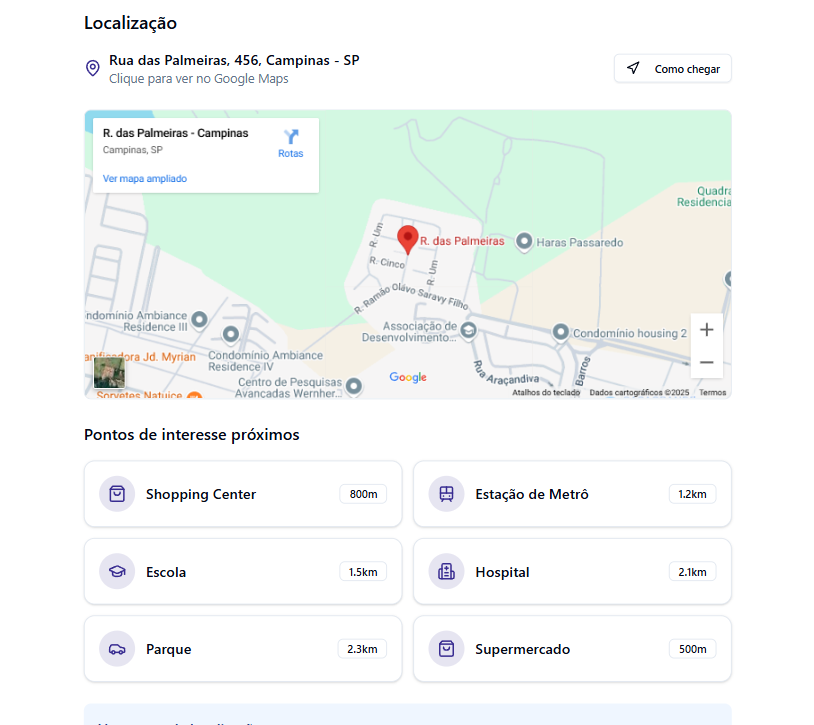 Localização
Rua das Palmeiras, 456, Campinas - SP
Clique para ver no Google Maps
Como chegar
R. das Palmeiras - Campinas
Campinas, SP
Rotas
Ver mapa ampliado
Quadra
Residencia
R. Um
R. das Palmeiras
Haras Passaredo
R. Cinco
R. Um
R. Ramão Olavo Saravy Filho
ndomínio Ambiance
Residence III
Associação de
Desenvolvimento...
Condomínio housing 2
anificadora Jd. Myrian
Condomínio Ambiance
Residence IV
Rua Araçandiva
Barros
Centro de Pesquisas
Avançadas Wernher...
Sorvetes Natuice
Google
Atalhos do teclado
Dados cartográficos ©2025
Termos
Pontos de interesse próximos
Shopping Center
800m
Estação de Metrô
1.2km
Escola
1.5km
Hospital
2.1km
Parque
2.3km
Supermercado
500m